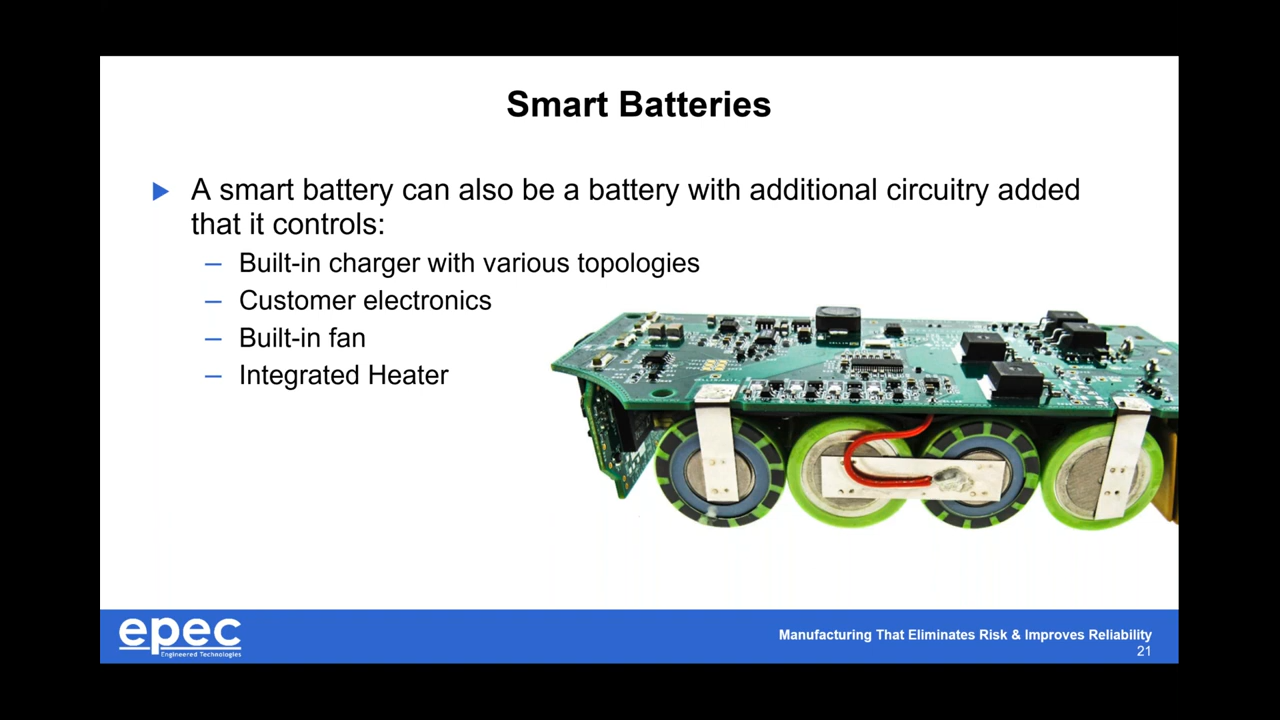 Smart Batteries
A smart battery can also be a battery with additional circuitry added
that it controls:
– Built-in charger with various topologies
– Customer electronics
– Built-in fan
– Integrated Heater
epec
Engineered Technologies
Manufacturing That Eliminates Risk & Improves Reliability
21